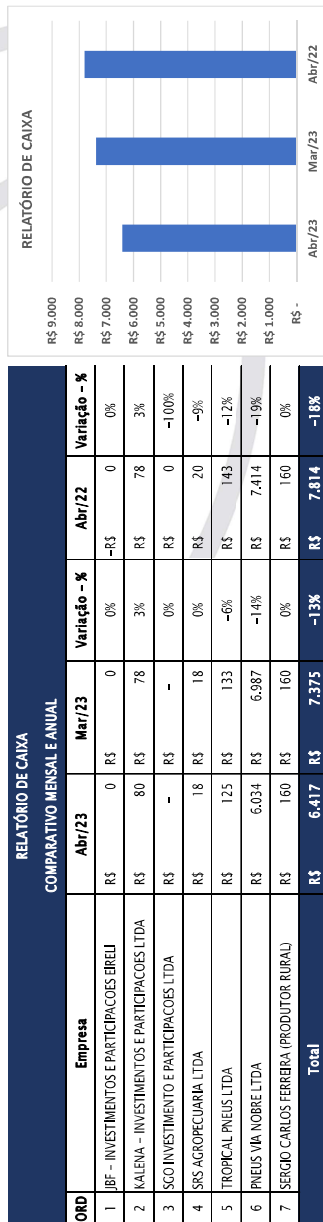 RELATÓRIO DE CAIXA
COMPARATIVO MENSAL E ANUAL
ORD Empresa Abr/23 Mar/23 Variação - % Abr/22 Variação - %
1 JBF - INVESTIMENTOS E PARTICIPACOES EIRELI R$ 0 R$ 0 0% -R$ 0 0%
2 KALENA - INVESTIMENTOS E PARTICIPACOES LTDA R$ 80 R$ 78 3% R$ 78 3%
3 SGO INVESTIMENTO E PARTICIPACOES LTDA R$ - R$ - 0% R$ 0 -100%
4 SRS AGROPECUARIA LTDA R$ 18 R$ 18 0% R$ 20 -9%
5 TROPICAL PNEUS LTDA R$ 125 R$ 133 -6% R$ 143 -12%
6 PNEUS VIA NOBRE LTDA R$ 6.034 R$ 6.987 -14% R$ 7.414 -19%
7 SERGIO CARLOS FERREIRA (PRODUTOR RURAL) R$ 160 R$ 160 0% R$ 160 0%
Total R$ 6.417 R$ 7.375 -13% R$ 7.814 -18%
RELATÓRIO DE CAIXA
R$ 9.000
R$ 8.000
R$ 7.000
R$ 6.000
R$ 5.000
R$ 4.000
R$ 3.000
R$ 2.000
R$ 1.000
R$ -
Abr/23 Mar/23 Abr/22